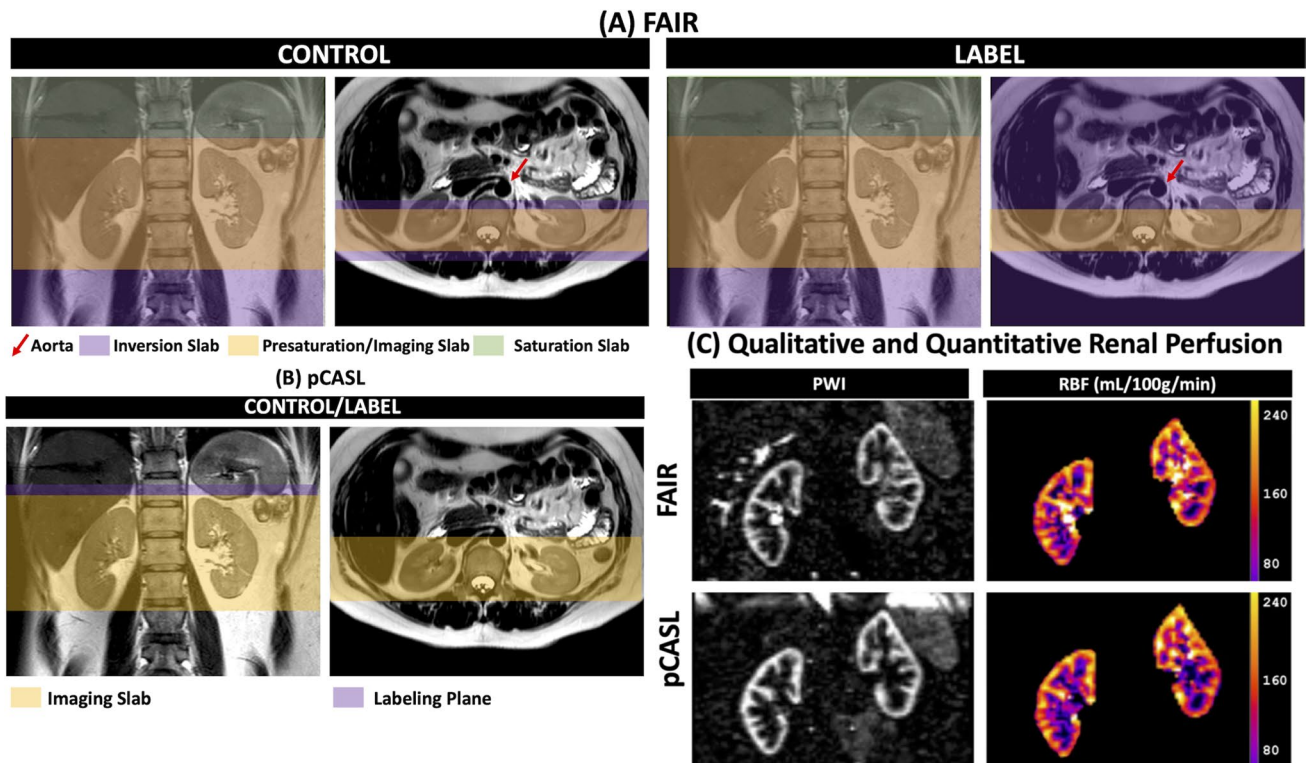 (A) FAIR
CONTROL
LABEL
Aorta
Inversion Slab
Presaturation/Imaging Slab
Saturation Slab
(B) pCASL
CONTROL/LABEL
Imaging Slab
Labeling Plane
(C) Qualitative and Quantitative Renal Perfusion
PWI
RBF (mL/100g/min)
FAIR
240
160
80
pCASL
240
160
80